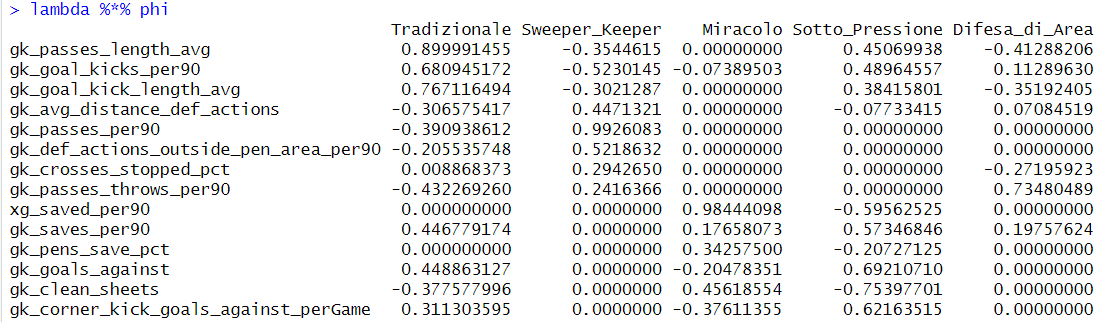 > lambda %*% phi
Tradizionale Sweeper_Keeper Miracolo Sotto_Pressione Difesa_di_Area
gk_passes_length_avg 0.899991455 -0.3544615 0.00000000 0.45069938 -0.41288206
gk_goal_kicks_per90 0.680945172 -0.5230145 -0.07389503 0.48964557 0.11289630
gk_goal_kick_length_avg 0.767116494 -0.3021287 0.00000000 0.38415801 -0.35192405
gk_avg_distance_def_actions -0.306575417 0.4471321 0.00000000 -0.07733415 0.07084519
gk_passes_per90 -0.390938612 0.9926083 0.00000000 0.00000000 0.00000000
gk_def_actions_outside_pen_area_per90 -0.205535748 0.5218632 0.00000000 0.00000000 0.00000000
gk_crosses_stopped_pct 0.008868373 0.2942650 0.00000000 0.00000000 -0.27195923
gk_passes_throws_per90 -0.432269260 0.2416366 0.00000000 0.00000000 0.73480489
xg_saved_per90 0.000000000 0.0000000 0.98444098 -0.59562525 0.00000000
gk_saves_per90 0.446779174 0.0000000 0.17658073 0.57346846 0.19757624
gk_pens_save_pct 0.000000000 0.0000000 0.34257500 -0.20727125 0.00000000
gk_goals_against 0.448863127 0.0000000 -0.20478351 0.69210710 0.00000000
gk_clean_sheets -0.377577996 0.0000000 0.45618554 -0.75397701 0.00000000
gk_corner_kick_goals_against_perGame 0.311303595 0.0000000 -0.37611355 0.62163515 0.00000000